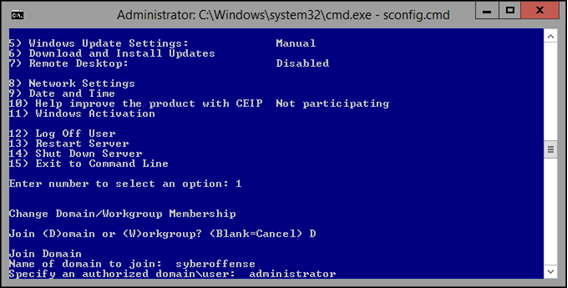 Administrator: C:\Windows\system32\cmd.exe - sconfig.cmd
5) Windows Update Settings: Manual
6) Download and Install Updates
7) Remote Desktop: Disabled
8) Network Settings
9) Date and Time
10) Help improve the product with CEIP Not participating
11) Windows Activation
12) Log Off User
13) Restart Server
14) Shut Down Server
15) Exit to Command Line
Enter number to select an option: 1
Change Domain/Workgroup Membership
Join (D)omain or (W)orkgroup? (Blank=Cancel) D
Join Domain
Name of domain to join: syberoffense
Specify an authorized domain\user: administrator